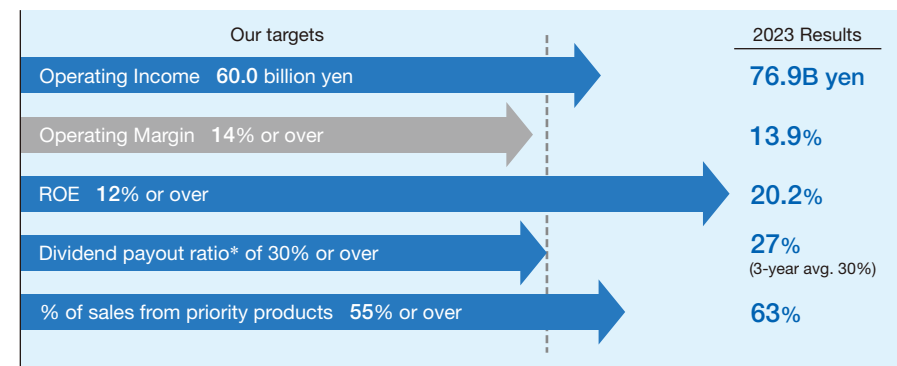 Our targets 2023 Results
Operating Income 60.0 billion yen 76.9B yen
Operating Margin 14% or over 13.9%
ROE 12% or over 20.2%
Dividend payout ratio* of 30% or over 27%
(3-year avg. 30%)
% of sales from priority products 55% or over 63%